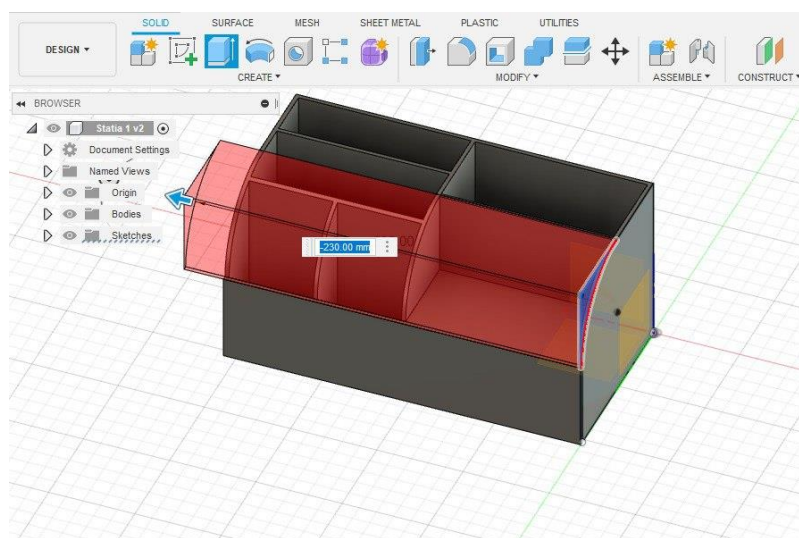 SOLID SURFACE MESH SHEET METAL PLASTIC UTILITIES
DESIGN ▾
CREATE ▾ MODIFY ▾ ASSEMBLE ▾ CONSTRUCT ▾
BROWSER
Statia 1 v2
Document Settings
Named Views
Origin
Bodies
Sketches
-230.00 mm